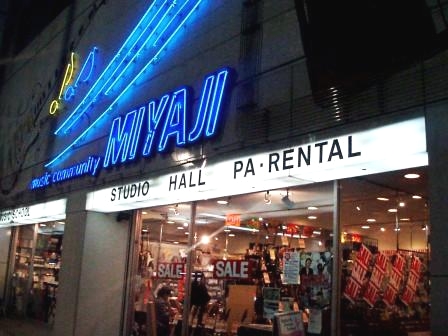 music community MIYAJI
STUDIO HALL PA·RENTAL
SALE SALE